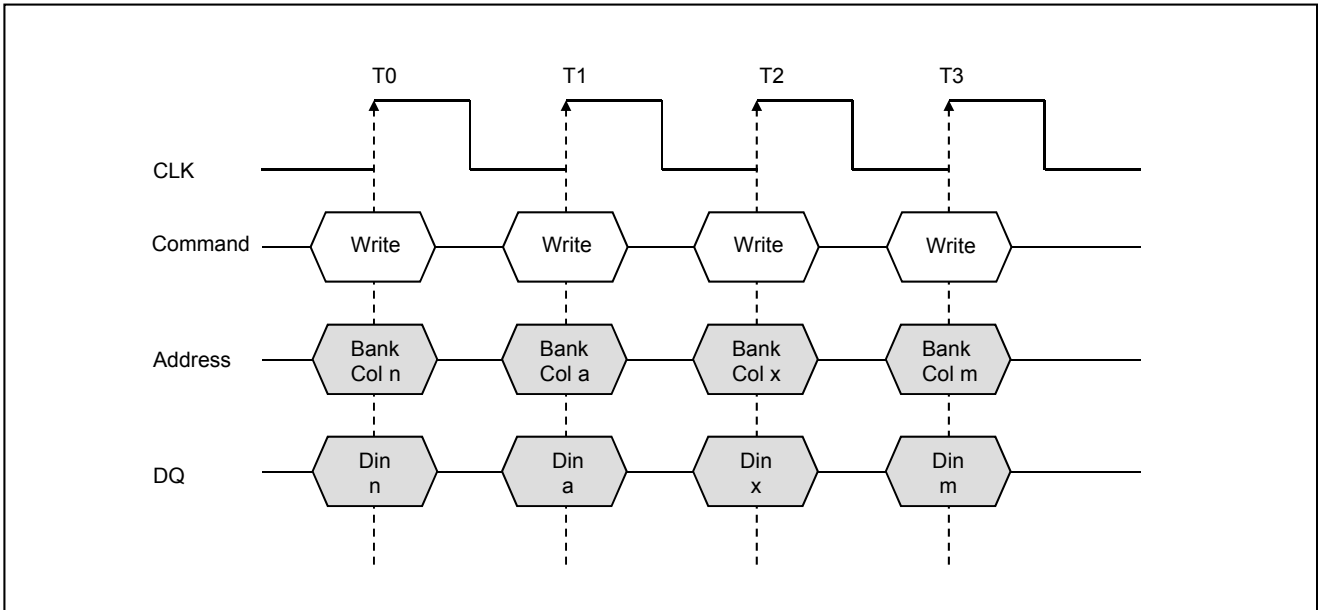 T0 T1 T2 T3
CLK
Command Write Write Write Write
Address Bank Col n Bank Col a Bank Col x Bank Col m
DQ Din n Din a Din x Din m